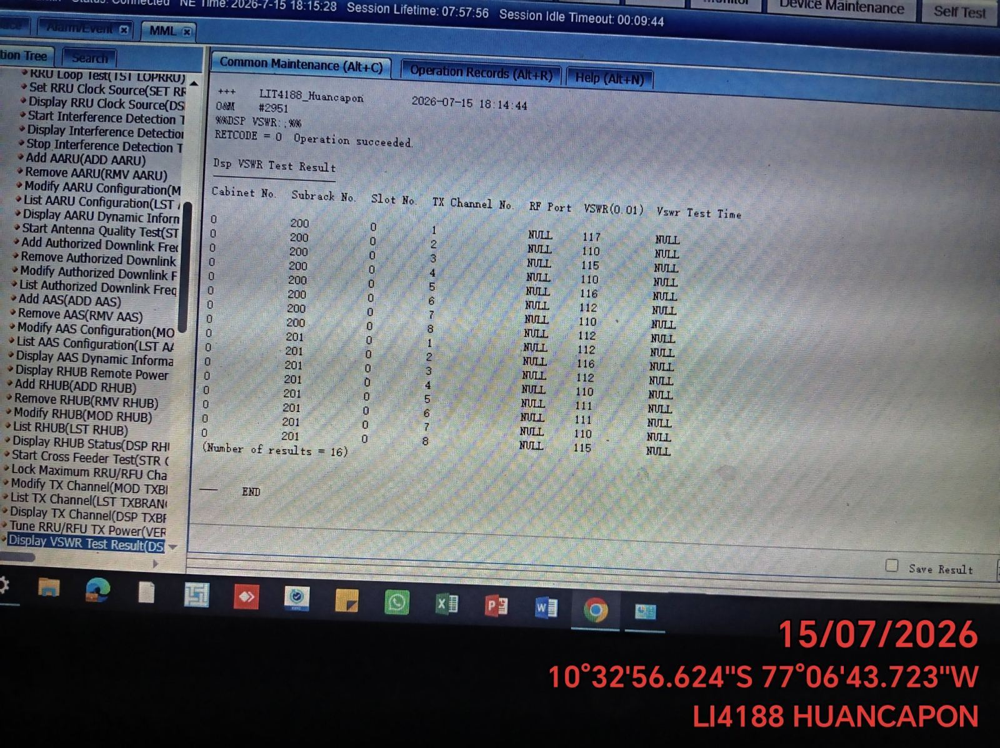 Status: Connected NE Time: 2026-7-15 18:15:28 Session Lifetime: 07:57:56 Session Idle Timeout: 00:09:44
Device Maintenance Self Test
Alarm/Event MML
Tree Search
RRU Loop Test(TST LOPRRU)
Set RRU Clock Source(SET RR
Display RRU Clock Source(DS
Start Interference Detection T
Display Interference Detection
Stop Interference Detection T
Add AARU(ADD AARU)
Remove AARU(RMV AARU)
Modify AARU Configuration(M
List AARU Configuration(LST
Display AARU Dynamic Inform
Start Antenna Quality Test(ST
Add Authorized Downlink Fred
Remove Authorized Downlink
Modify Authorized Downlink F
List Authorized Downlink Freq
Add AAS(ADD AAS)
Remove AAS(RMV AAS)
Modify AAS Configuration(MO
List AAS Configuration(LST AA
Display AAS Dynamic Informa
Display RHUB Remote Power
Add RHUB(ADD RHUB)
Remove RHUB(RMV RHUB)
Modify RHUB(MOD RHUB)
List RHUB(LST RHUB)
Display RHUB Status(DSP RHU
Start Cross Feeder Test(STR C
Lock Maximum RRU/RFU Cha
Modify TX Channel(MOD TXBI
List TX Channel(LST TXBRAN
Display TX Channel(DSP TXBF
Tune RRU/RFU TX Power(VER
Display VSWR Test Result(DS
Common Maintenance (Alt+C) Operation Records (Alt+R) Help (Alt+N)
+++ LIT4188_Huancapon 2026-07-15 18:14:44
O&M #2951
%%DSP VSWR:;%%
RETCODE = 0 Operation succeeded.
Dsp VSWR Test Result
Cabinet No. Subrack No. Slot No. TX Channel No. RF Port VSWR(0.01) Vswr Test Time
0 200 0 1 NULL 117 NULL
0 200 0 2 NULL 110 NULL
0 200 0 3 NULL 115 NULL
0 200 0 4 NULL 110 NULL
0 200 0 5 NULL 116 NULL
0 200 0 6 NULL 112 NULL
0 200 0 7 NULL 110 NULL
0 200 0 8 NULL 112 NULL
0 201 0 1 NULL 112 NULL
0 201 0 2 NULL 116 NULL
0 201 0 3 NULL 112 NULL
0 201 0 4 NULL 110 NULL
0 201 0 5 NULL 111 NULL
0 201 0 6 NULL 111 NULL
0 201 0 7 NULL 110 NULL
0 201 0 8 NULL 115 NULL
(Number of results = 16)
--- END
Save Result
15/07/2026
10°32'56.624"S 77°06'43.723"W
LI4188 HUANCAPON